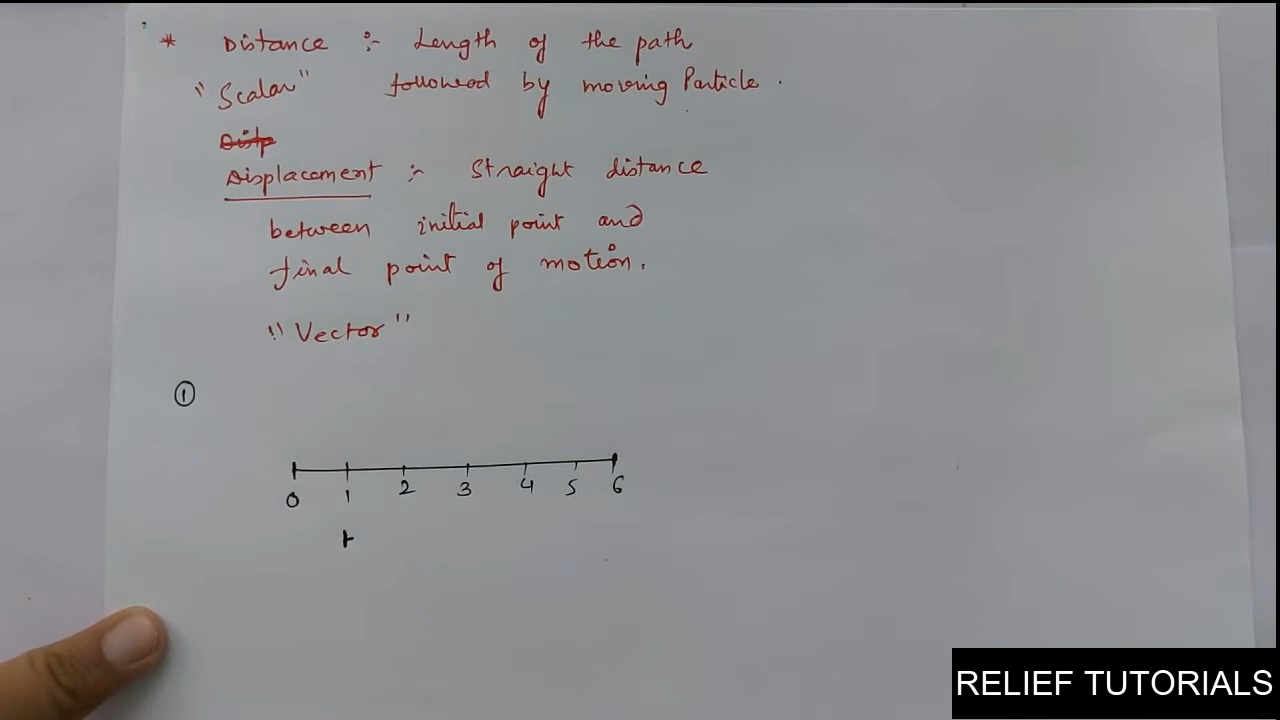 * Distance :- Length of the path
"Scalar" followed by moving Particle.
Disp
Displacement :- Straight distance
between initial point and
final point of motion.
"Vector"
①
0 1 2 3 4 5 6
RELIEF TUTORIALS